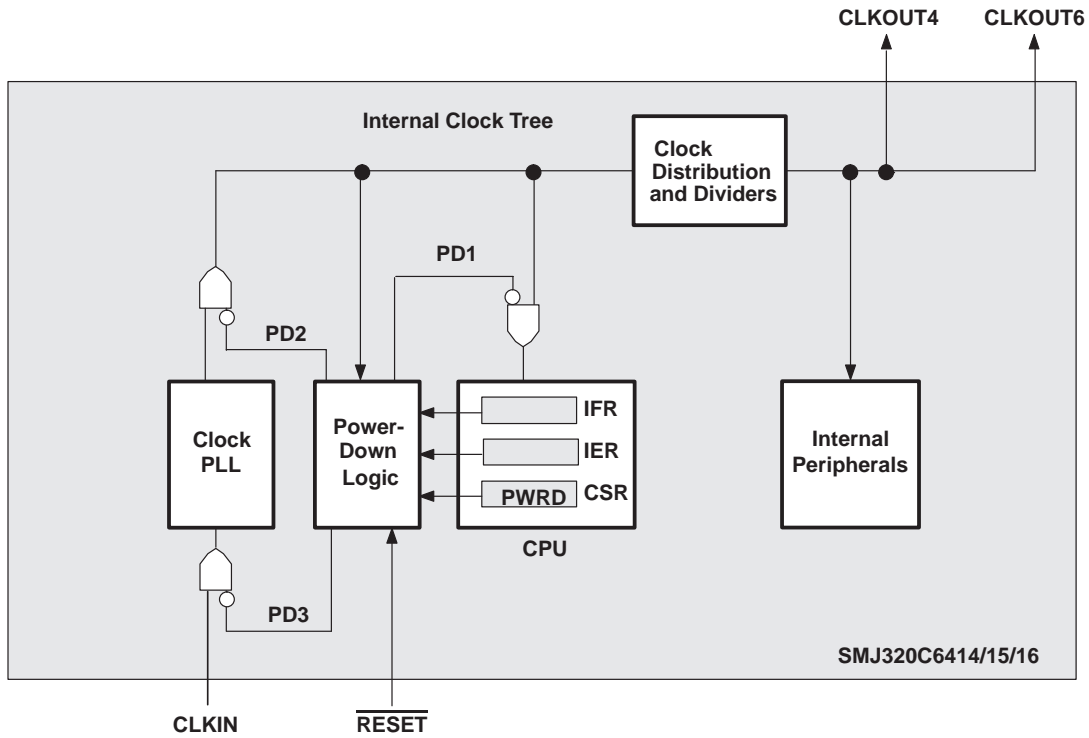 CLKOUT4 CLKOUT6
Internal Clock Tree
Clock
Distribution
and Dividers
PD1
PD2
Clock
PLL
Power-
Down
Logic
IFR
IER
PWRD CSR
CPU
Internal
Peripherals
PD3
SMJ320C6414/15/16
CLKIN RESET